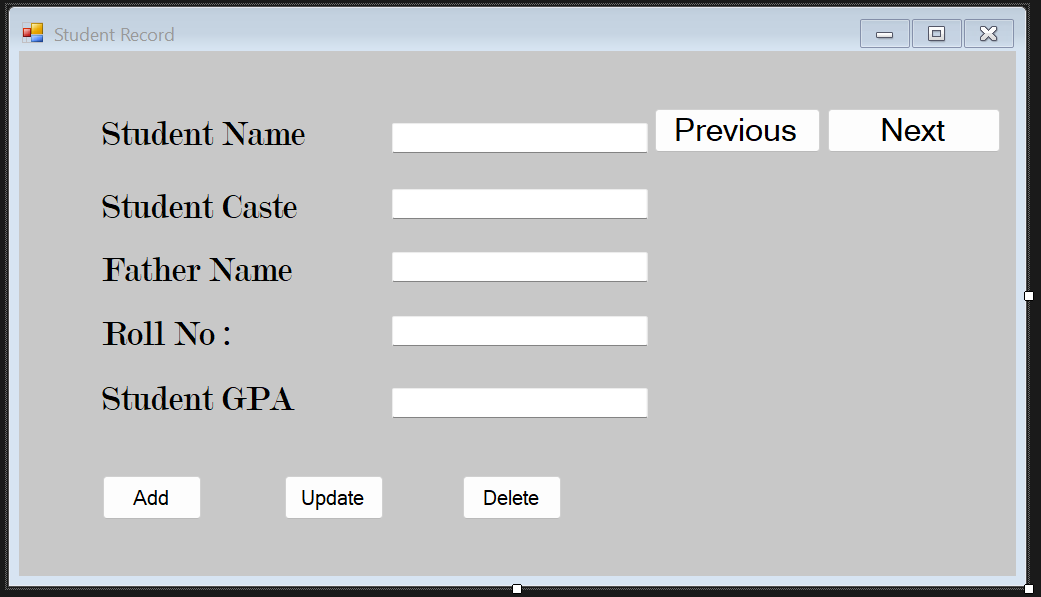 Student Record
Student Name
Previous
Next
Student Caste
Father Name
Roll No :
Student GPA
Add
Update
Delete